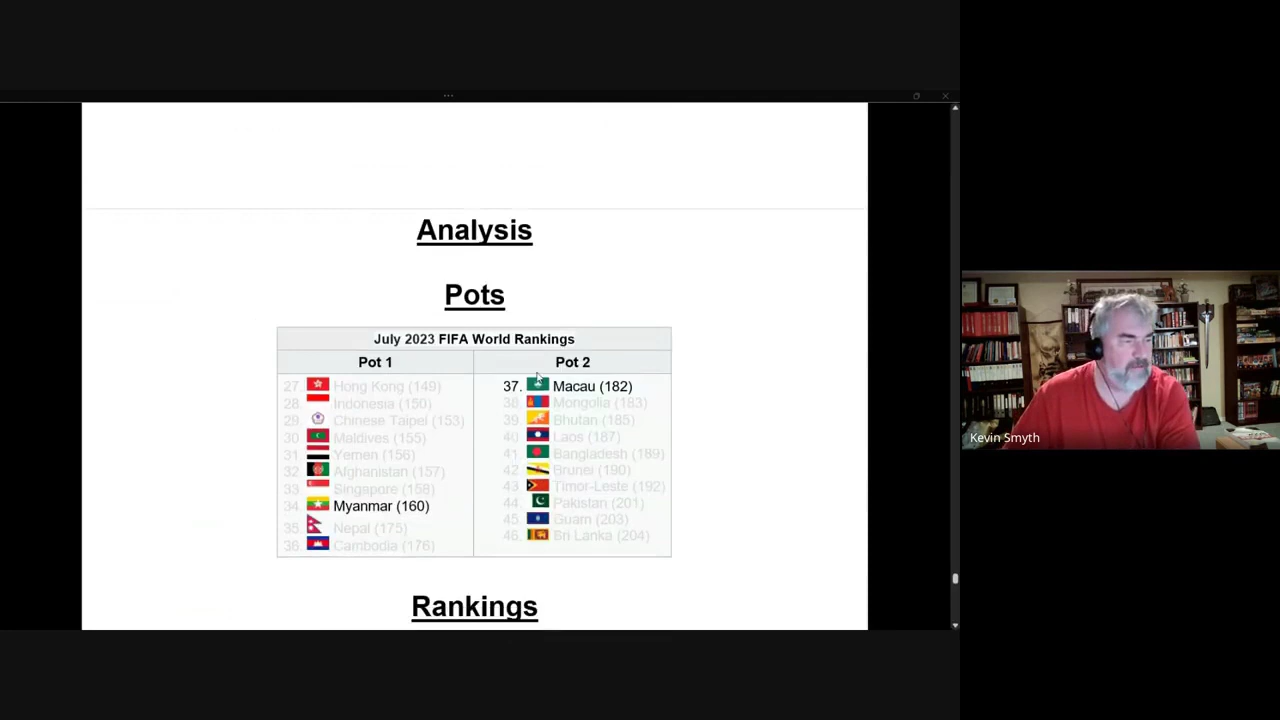 Analysis
Pots
July 2023 FIFA World Rankings
Pot 1
Pot 2
27. Hong Kong (149)
28. Indonesia (150)
29. Chinese Taipei (153)
30. Maldives (155)
31. Yemen (156)
32. Afghanistan (157)
33. Singapore (158)
34. Myanmar (160)
35. Nepal (175)
36. Cambodia (176)
37. Macau (182)
38. Mongolia (183)
39. Bhutan (185)
40. Laos (187)
41. Bangladesh (189)
42. Brunei (190)
43. Timor-Leste (192)
44. Pakistan (201)
45. Guam (203)
46. Sri Lanka (204)
Rankings
Kevin Smyth